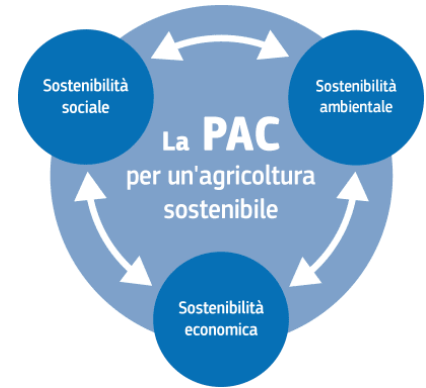 Sostenibilità
sociale
Sostenibilità
ambientale
La PAC
per un'agricoltura
sostenibile
Sostenibilità
economica